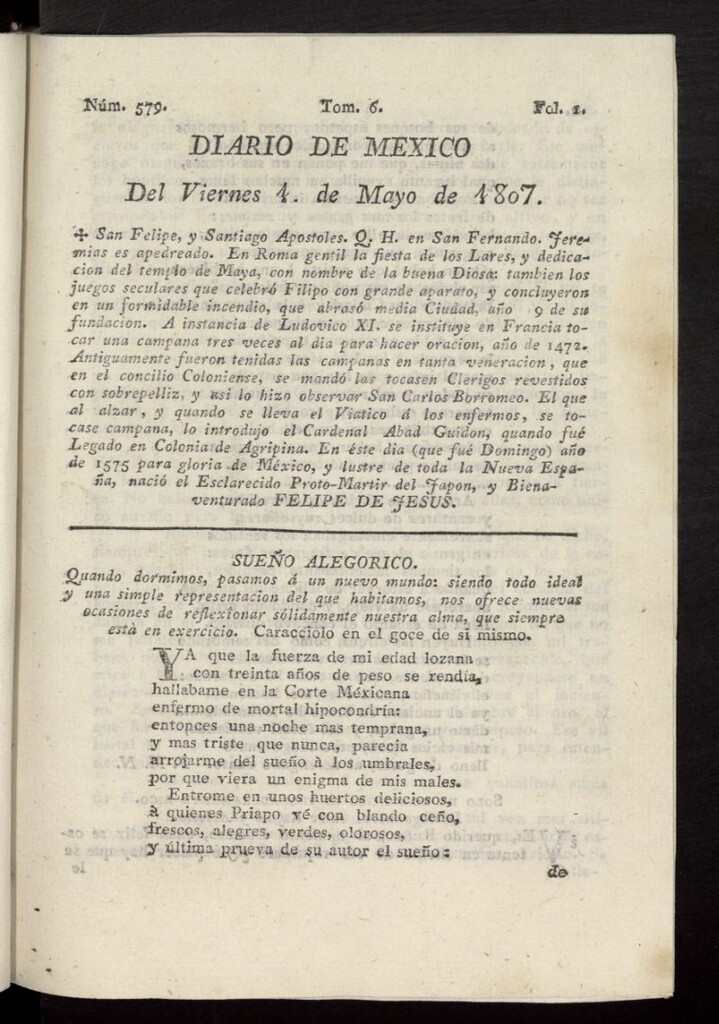 Núm. 579. Tom. 6. Fol. 1.
DIARIO DE MEXICO
Del Viernes 1. de Mayo de 1807.
✠ San Felipe, y Santiago Apostoles. Q. H. en San Fernando. Jere-
mias es apedreado. En Roma gentil la fiesta de los Lares, y dedica-
cion del templo de Maya, con nombre de la buena Diosa: tambien los
juegos seculares que celebró Filipo con grande aparato, y concluyeron
en un formidable incendio, que abrasó media Ciudad, año 9 de su
fundacion. A instancia de Ludovico XI. se instituye en Francia to-
car una campana tres veces al dia para hacer oracion, año de 1472.
Antiguamente fueron tenidas las campanas en tanta veneracion, que
en el concilio Coloniense, se mandó las tocasen Clerigos revestidos
con sobrepelliz, y asi lo hizo observar San Carlos Borromeo. El que
al alzar, y quando se lleva el Viatico á los enfermos, se to-
case campana, lo introdujo el Cardenal Abad Guidon, quando fué
Legado en Colonia de Agripina. En éste dia (que fué Domingo) año
de 1575 para gloria de México, y lustre de toda la Nueva Espa-
ña, nació el Esclarecido Proto-Martir del Japon, y Biena-
venturado FELIPE DE JESUS.
SUEÑO ALEGORICO.
Quando dormimos, pasamos á un nuevo mundo: siendo todo ideal
y una simple representacion del que habitamos, nos ofrece nuevas
ocasiones de reflexîonar sólidamente nuestra alma, que siempre
está en exercicio. Caracciolo en el goce de si mismo.
YA que la fuerza de mi edad lozana
con treinta años de peso se rendía,
hallabame en la Corte Méxicana
enfermo de mortal hipocondría:
entonces una noche mas temprana,
y mas triste que nunca, parecia
arrojarme del sueño à los umbrales,
por que viera un enigma de mis males.
Entrome en unos huertos deliciosos,
à quienes Priapo vé con blando ceño,
frescos, alegres, verdes, olorosos,
y última prueva de su autor el sueño:
de